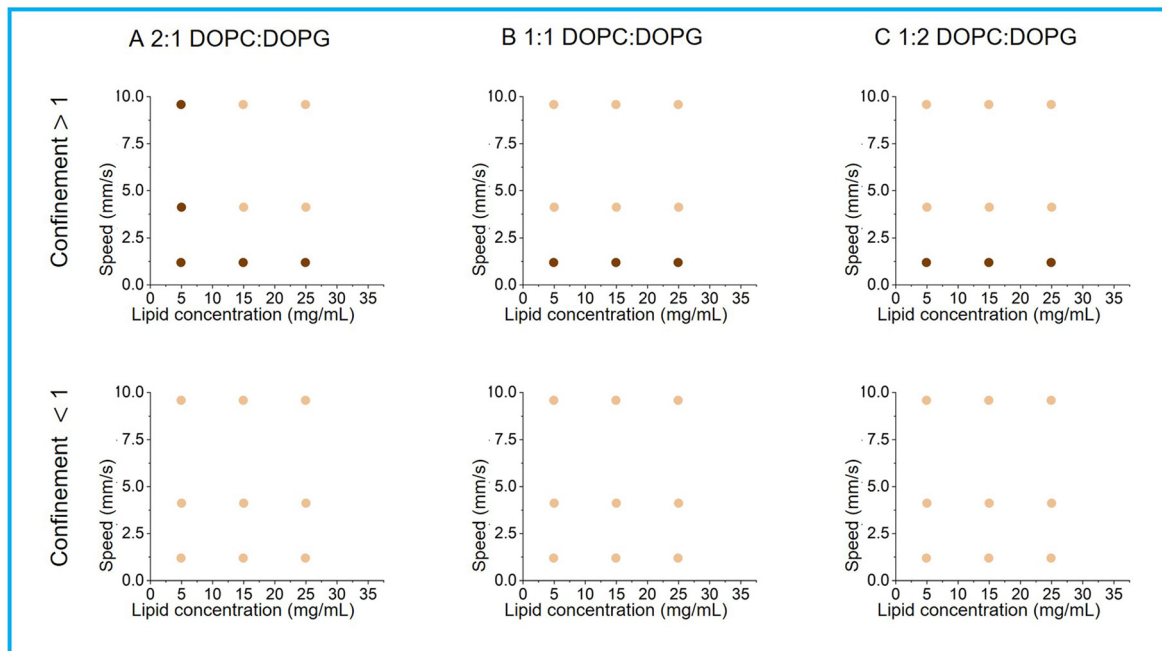 A 2:1 DOPC:DOPG
B 1:1 DOPC:DOPG
C 1:2 DOPC:DOPG
Confinement > 1
Speed (mm/s)
10.0
7.5
5.0
2.5
0.0
0 5 10 15 20 25 30 35
Lipid concentration (mg/mL)
Speed (mm/s)
10.0
7.5
5.0
2.5
0.0
0 5 10 15 20 25 30 35
Lipid concentration (mg/mL)
Speed (mm/s)
10.0
7.5
5.0
2.5
0.0
0 5 10 15 20 25 30 35
Lipid concentration (mg/mL)
Confinement < 1
Speed (mm/s)
10.0
7.5
5.0
2.5
0.0
0 5 10 15 20 25 30 35
Lipid concentration (mg/mL)
Speed (mm/s)
10.0
7.5
5.0
2.5
0.0
0 5 10 15 20 25 30 35
Lipid concentration (mg/mL)
Speed (mm/s)
10.0
7.5
5.0
2.5
0.0
0 5 10 15 20 25 30 35
Lipid concentration (mg/mL)